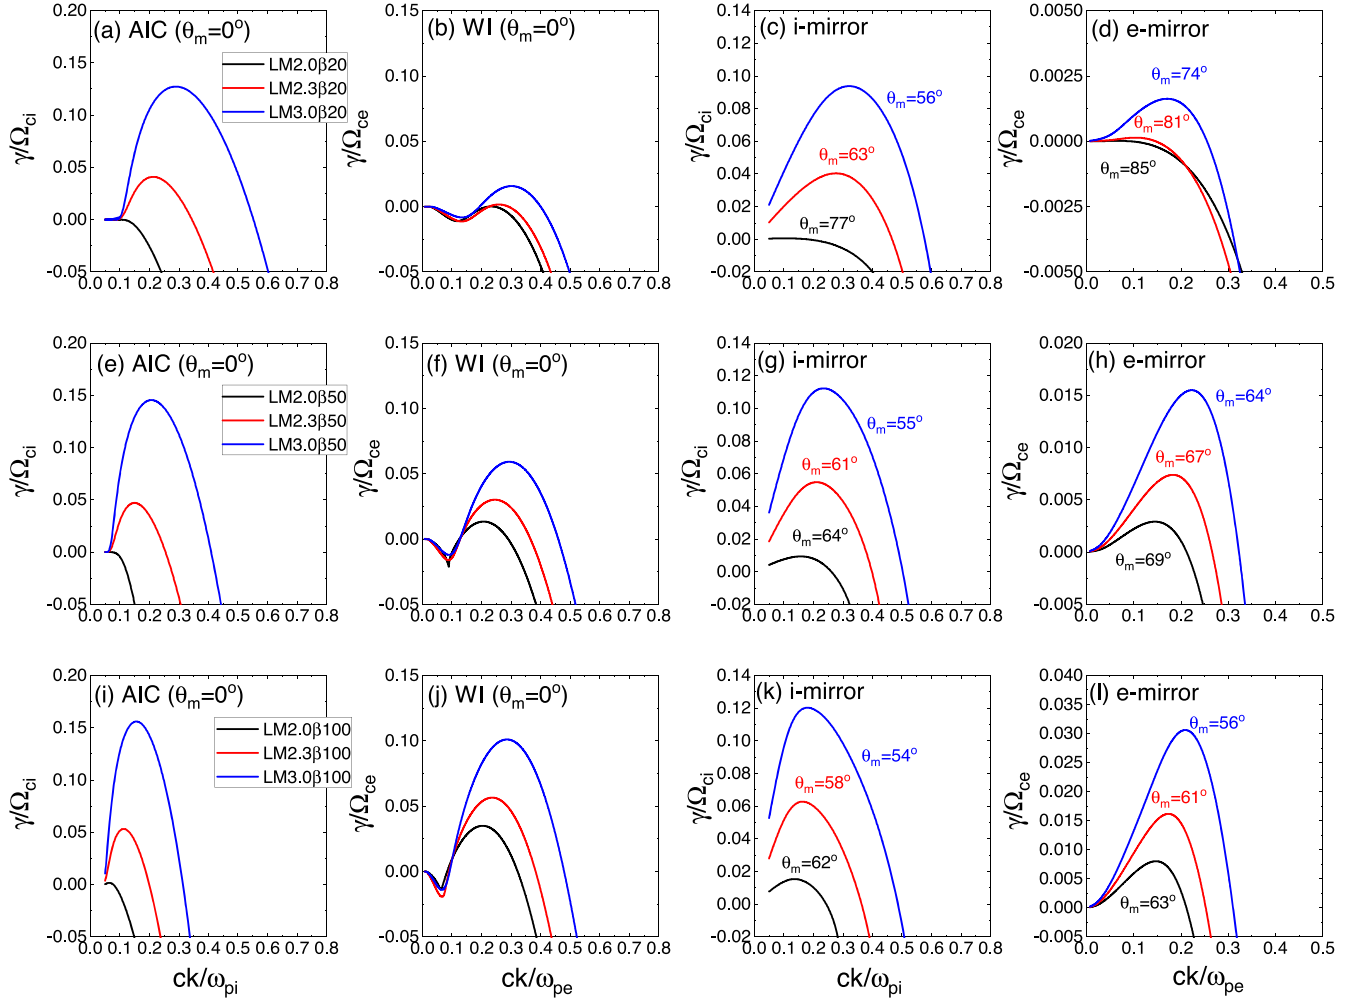 (a) AIC (θm=0°)
LM2.0β20
LM2.3β20
LM3.0β20
γ/Ωci
0.20
0.15
0.10
0.05
0.00
-0.05
0.0 0.1 0.2 0.3 0.4 0.5 0.6 0.7 0.8
(b) WI (θm=0°)
γ/Ωce
0.15
0.10
0.05
0.00
-0.05
0.0 0.1 0.2 0.3 0.4 0.5 0.6 0.7 0.8
(c) i-mirror
θm=56°
θm=63°
θm=77°
γ/Ωci
0.14
0.12
0.10
0.08
0.06
0.04
0.02
0.00
-0.02
0.0 0.1 0.2 0.3 0.4 0.5 0.6 0.7 0.8
(d) e-mirror
θm=74°
θm=81°
θm=85°
γ/Ωce
0.0050
0.0025
0.0000
-0.0025
-0.0050
0.0 0.1 0.2 0.3 0.4 0.5
(e) AIC (θm=0°)
LM2.0β50
LM2.3β50
LM3.0β50
γ/Ωci
0.20
0.15
0.10
0.05
0.00
-0.05
0.0 0.1 0.2 0.3 0.4 0.5 0.6 0.7 0.8
(f) WI (θm=0°)
γ/Ωce
0.15
0.10
0.05
0.00
-0.05
0.0 0.1 0.2 0.3 0.4 0.5 0.6 0.7 0.8
(g) i-mirror
θm=55°
θm=61°
θm=64°
γ/Ωci
0.14
0.12
0.10
0.08
0.06
0.04
0.02
0.00
-0.02
0.0 0.1 0.2 0.3 0.4 0.5 0.6 0.7 0.8
(h) e-mirror
θm=64°
θm=67°
θm=69°
γ/Ωce
0.020
0.015
0.010
0.005
0.000
-0.005
0.0 0.1 0.2 0.3 0.4 0.5
(i) AIC (θm=0°)
LM2.0β100
LM2.3β100
LM3.0β100
γ/Ωci
0.20
0.15
0.10
0.05
0.00
-0.05
0.0 0.1 0.2 0.3 0.4 0.5 0.6 0.7 0.8
ck/ωpi
(j) WI (θm=0°)
γ/Ωce
0.15
0.10
0.05
0.00
-0.05
0.0 0.1 0.2 0.3 0.4 0.5 0.6 0.7 0.8
ck/ωpe
(k) i-mirror
θm=54°
θm=58°
θm=62°
γ/Ωci
0.14
0.12
0.10
0.08
0.06
0.04
0.02
0.00
-0.02
0.0 0.1 0.2 0.3 0.4 0.5 0.6 0.7 0.8
ck/ωpi
(l) e-mirror
θm=56°
θm=61°
θm=63°
γ/Ωce
0.040
0.035
0.030
0.025
0.020
0.015
0.010
0.005
0.000
-0.005
0.0 0.1 0.2 0.3 0.4 0.5
ck/ωpe